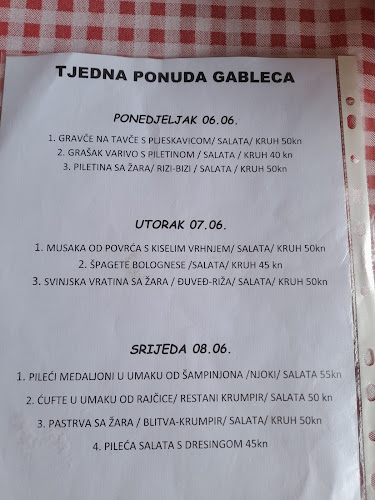 TJEDNA PONUDA GABLECA
PONEDJELJAK 06.06.
1. GRAVČE NA TAVČE S PLJESKAVICOM/ SALATA/ KRUH 50kn
2. GRAŠAK VARIVO S PILETINOM / SALATA / KRUH 40 kn
3. PILETINA SA ŽARA/ RIZI-BIZI / SALATA/ KRUH 50kn
UTORAK 07.06.
1. MUSAKA OD POVRĆA S KISELIM VRHNJEM/ SALATA/ KRUH 50kn
2. ŠPAGETE BOLOGNESE /SALATA/ KRUH 45 kn
3. SVINJSKA VRATINA SA ŽARA / ĐUVEĐ-RIŽA/ SALATA/ KRUH 50kn
SRIJEDA 08.06.
1. PILEĆI MEDALJONI U UMAKU OD ŠAMPINJONA /NJOKI/ SALATA 55kn
2. ĆUFTE U UMAKU OD RAJČICE/ RESTANI KRUMPIR/ SALATA 50 kn
3. PASTRVA SA ŽARA / BLITVA-KRUMPIR/ SALATA/ KRUH 50kn
4. PILEĆA SALATA S DRESINGOM 45kn